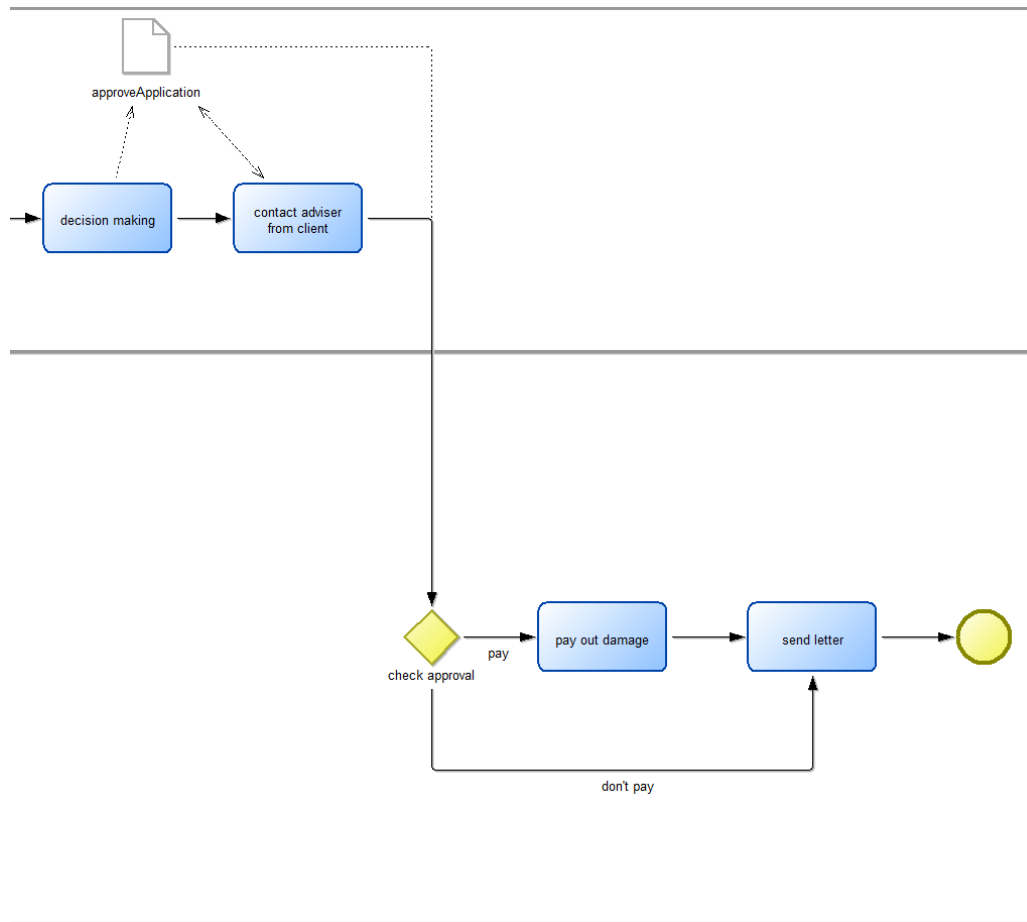 approveApplication
decision making
contact adviser
from client
pay
pay out damage
send letter
check approval
don't pay